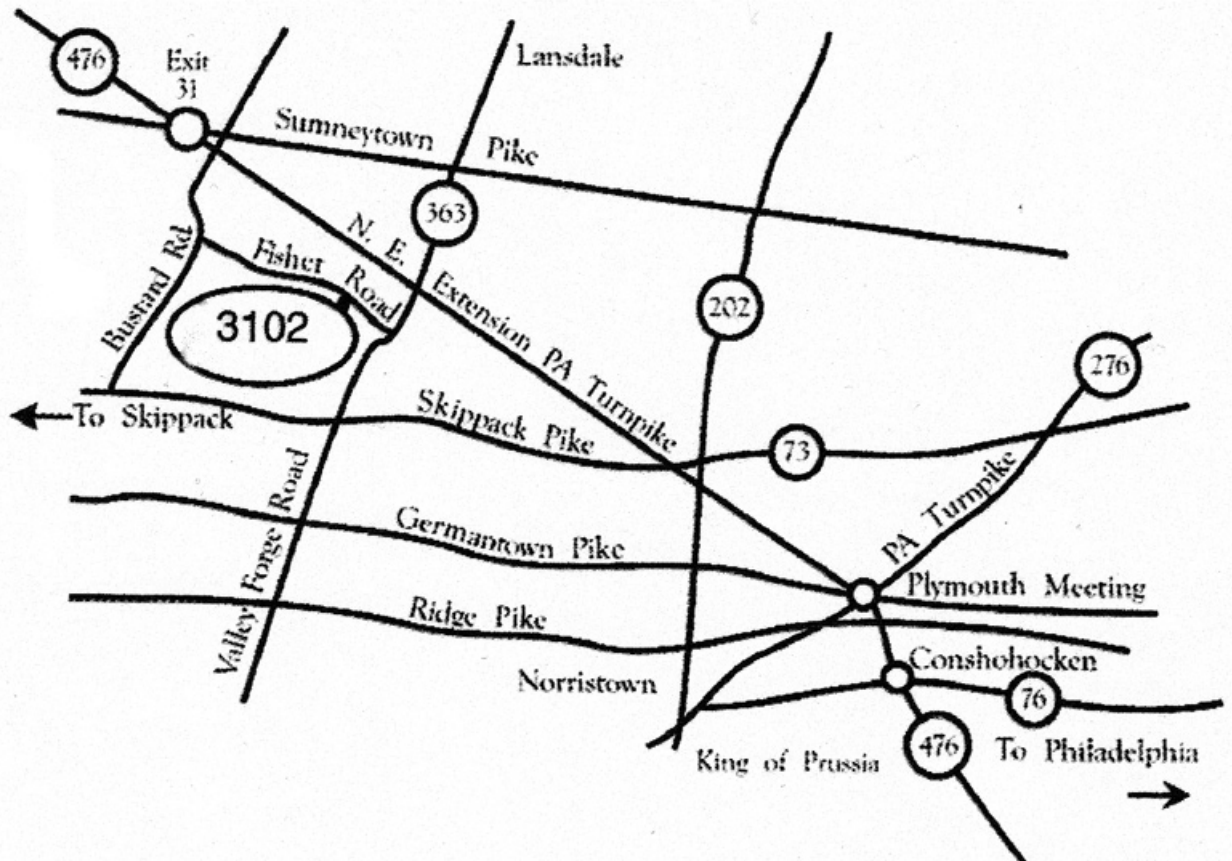 476
Exit
31
Lansdale
Sumneytown Pike
363
N. E. Extension PA Turnpike
Bustard Rd
Fisher Road
3102
202
276
To Skippack
Skippack Pike
73
Valley Forge Road
Germantown Pike
PA Turnpike
Plymouth Meeting
Ridge Pike
Norristown
Conshohocken
76
King of Prussia
476
To Philadelphia